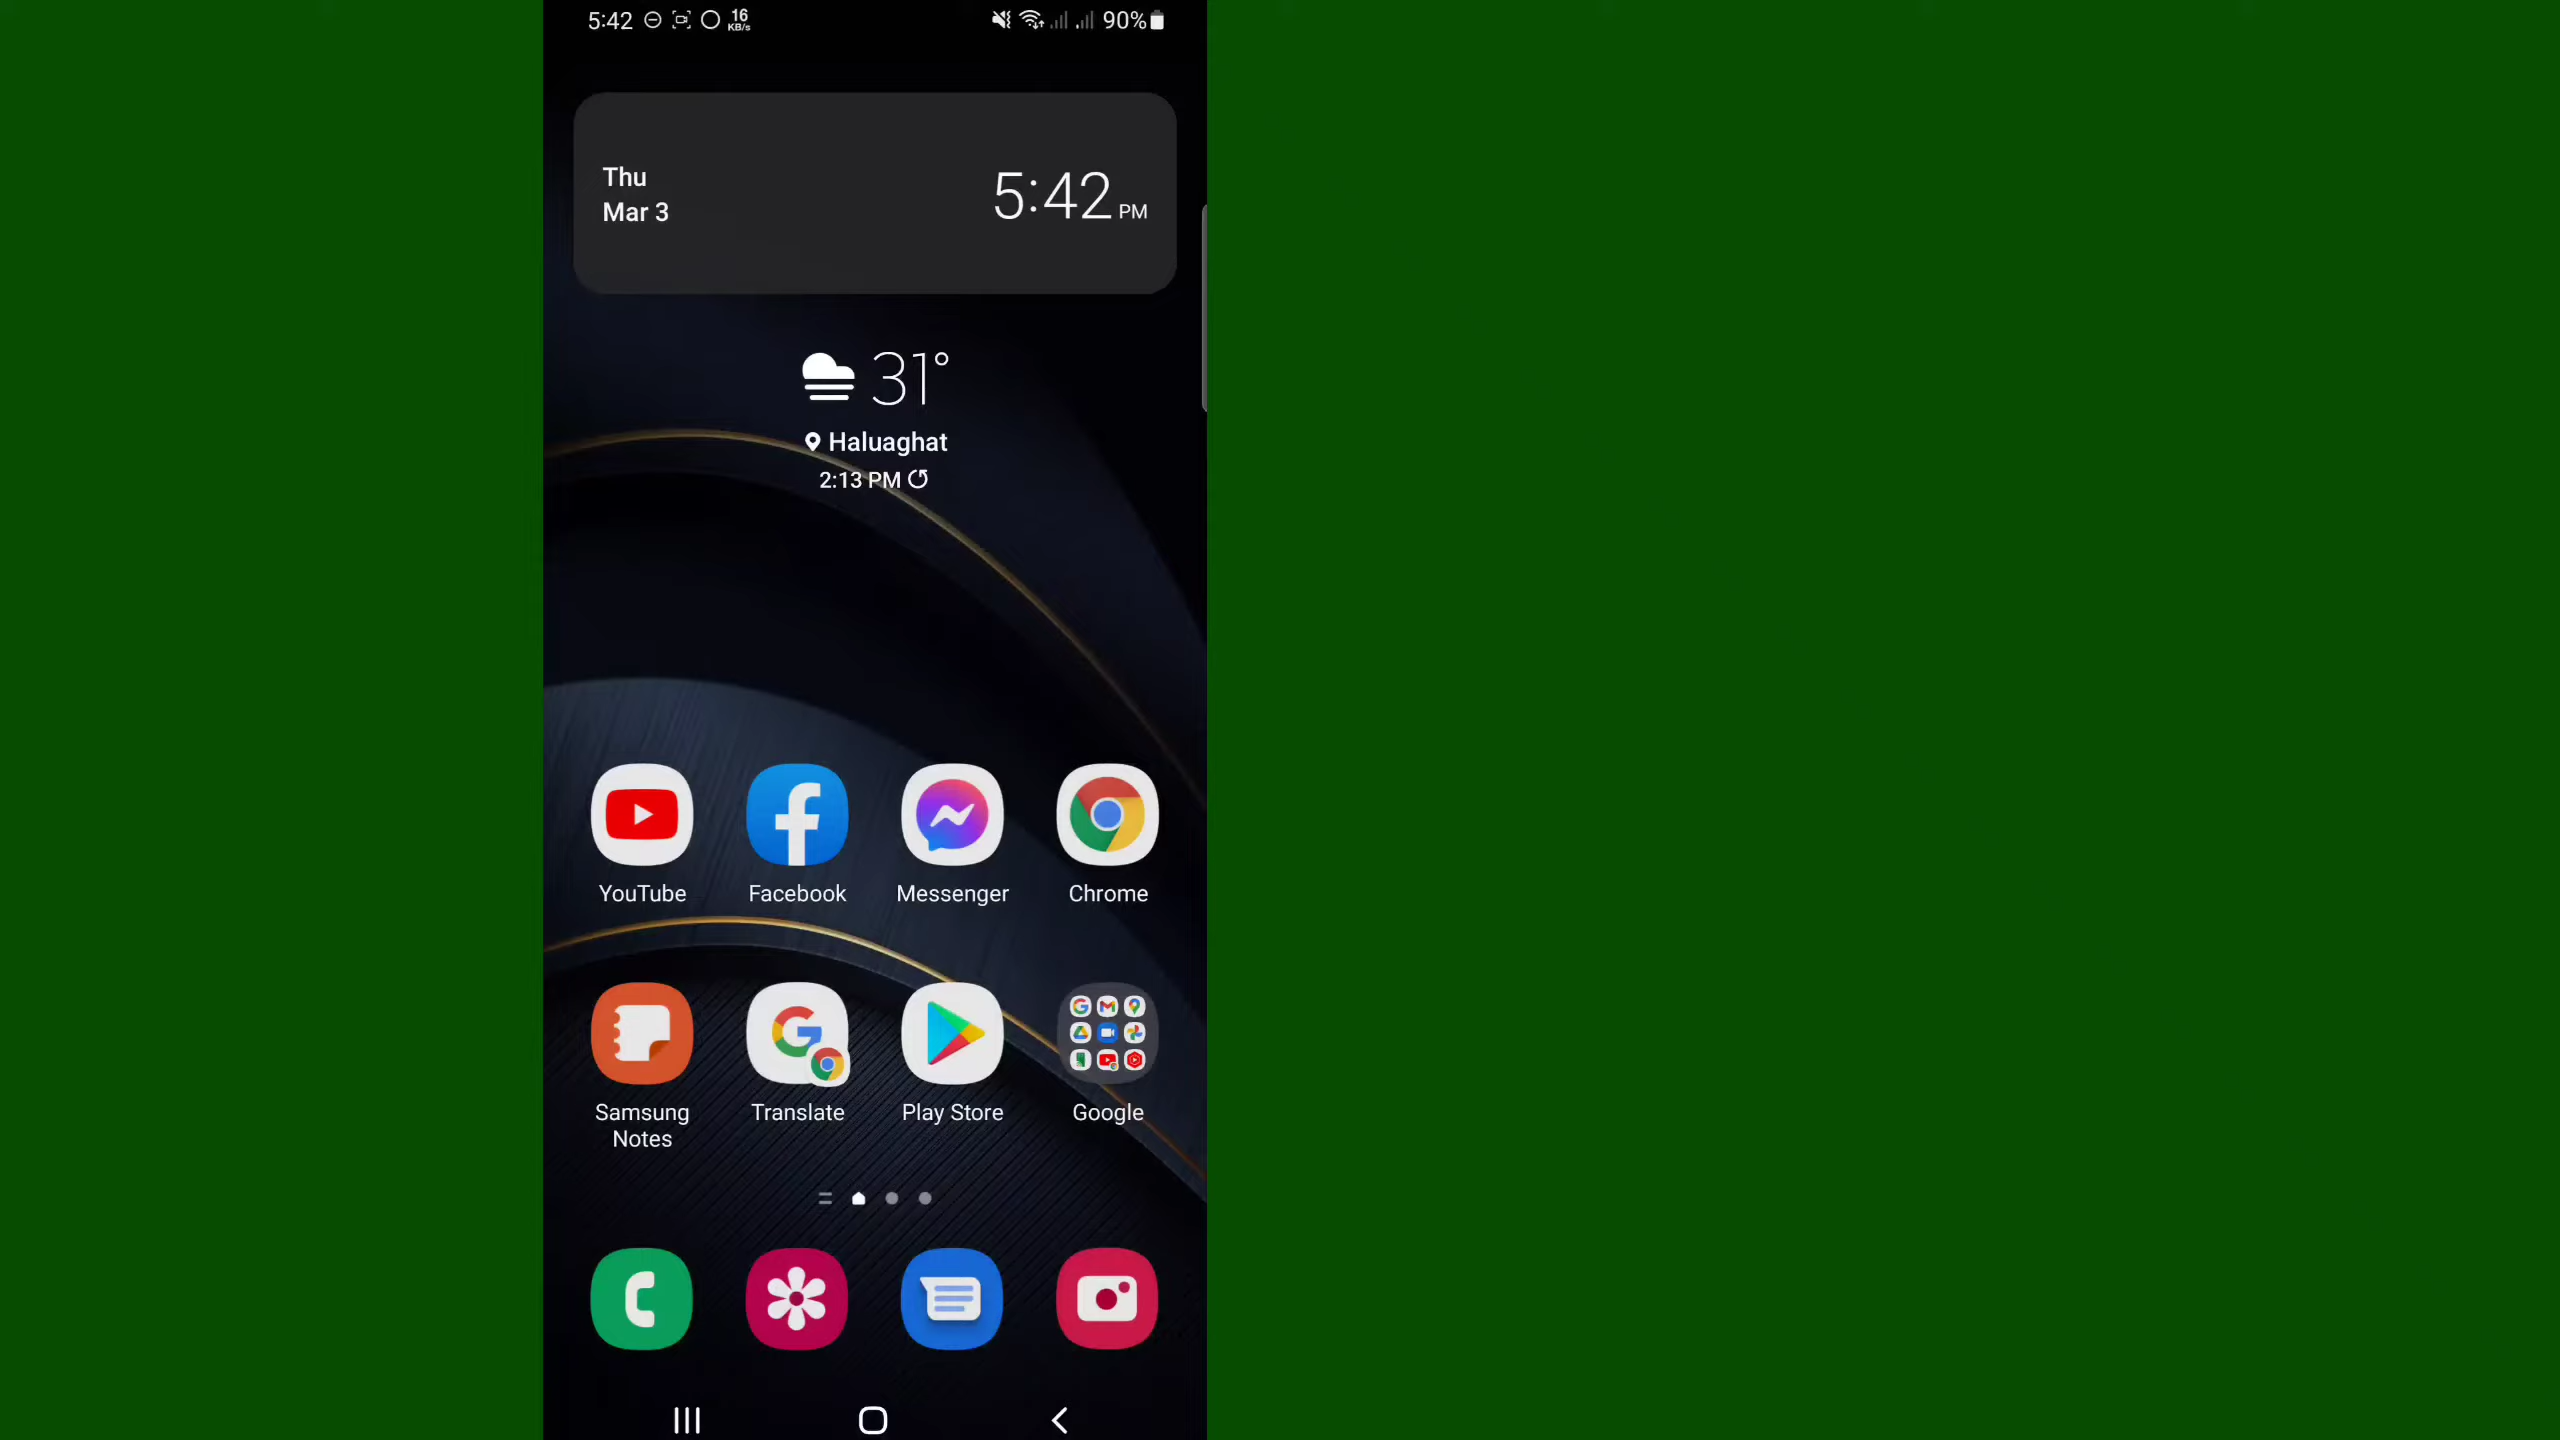 5:42
16
KB/s
90%
Thu
Mar 3
5:42 PM
31°
Haluaghat
2:13 PM
YouTube
Facebook
Messenger
Chrome
Samsung
Notes
Translate
Play Store
Google